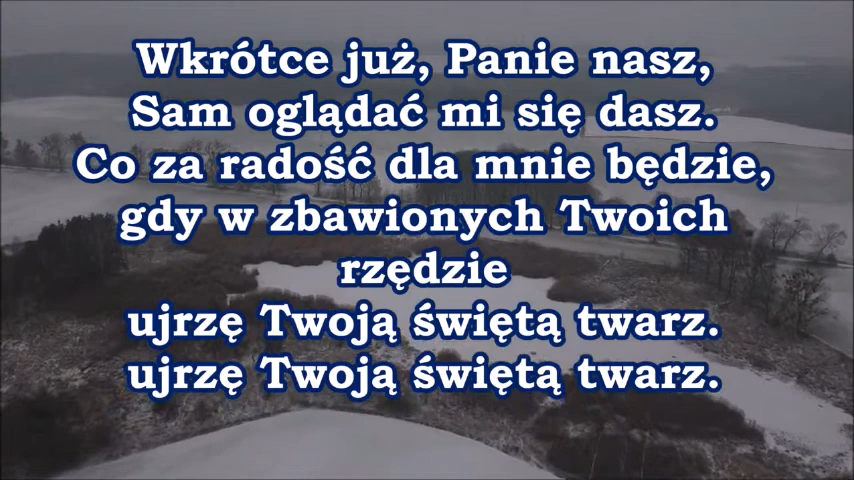 Wkrótce już, Panie nasz,
Sam oglądać mi się dasz.
Co za radość dla mnie będzie,
gdy w zbawionych Twoich
rzędzie
ujrzę Twoją świętą twarz.
ujrzę Twoją świętą twarz.